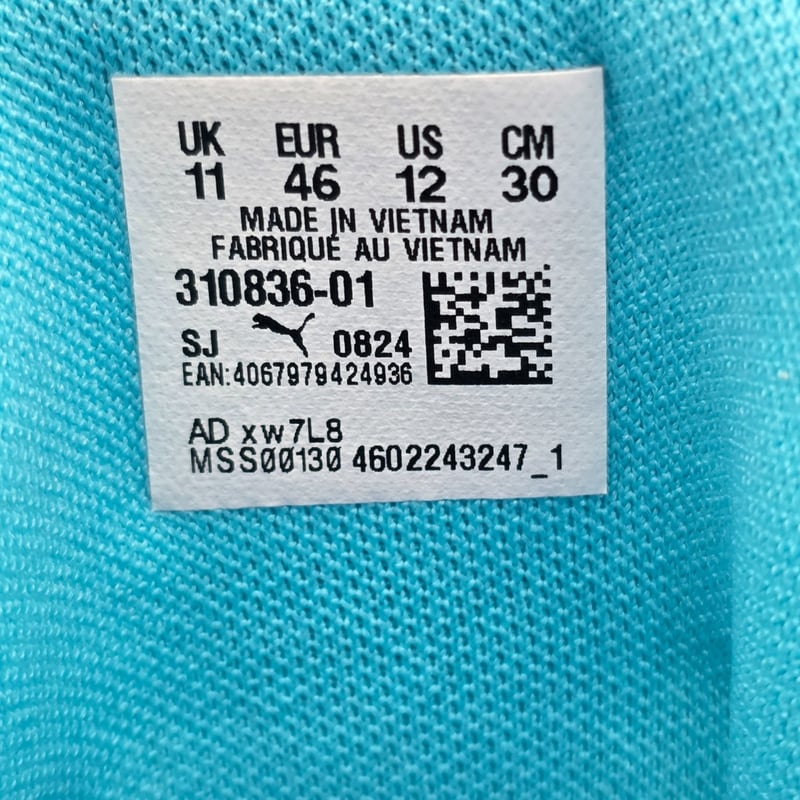 UK EUR US CM
11 46 12 30
MADE IN VIETNAM
FABRIQUÉ AU VIETNAM
310836-01
SJ 0824
EAN:4067979424936
AD xw7L8
MSS00130 4602243247_1